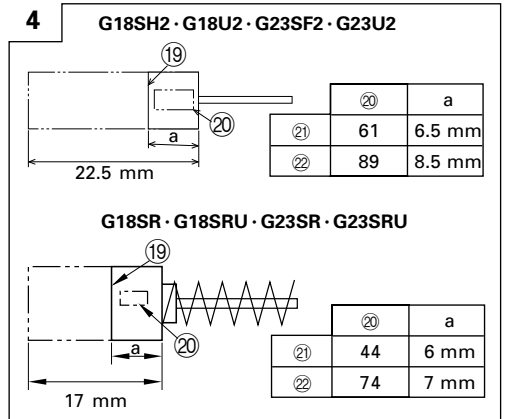 4
G18SH2 · G18U2 · G23SF2 · G23U2
⑲
⑳
a
22.5 mm
⑳ a
㉑ 61 6.5 mm
㉒ 89 8.5 mm
G18SR · G18SRU · G23SR · G23SRU
⑲
⑳
a
17 mm
⑳ a
㉑ 44 6 mm
㉒ 74 7 mm